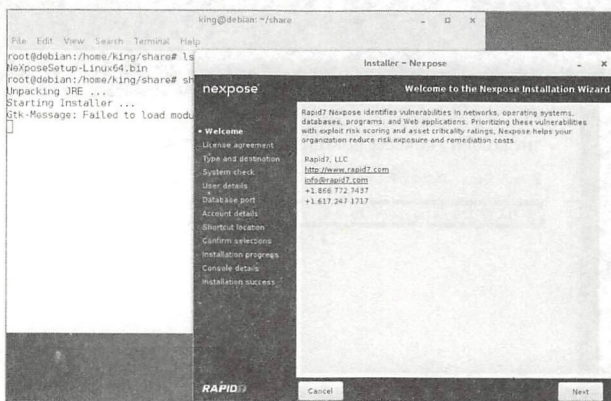 king@debian: ~/share
File Edit View Search Terminal Help
root@debian:/home/king/share# ls
NeXposeSetup-Linux64.bin
root@debian:/home/king/share# sh
Unpacking JRE ...
Starting Installer ...
Gtk-Message: Failed to load modu
Installer - Nexpose
nexpose
Welcome to the Nexpose Installation Wizard
• Welcome
License agreement
Type and destination
System check
User details
Database port
Account details
Shortcut location
Confirm selections
Installation progress
Console details
Installation success
Rapid7 Nexpose identifies vulnerabilities in networks, operating systems,
databases, programs, and Web applications. Prioritizing these vulnerabilities
with exploit risk scoring and asset criticality ratings, Nexpose helps your
organization reduce risk exposure and remediation costs.
Rapid7, LLC
http://www.rapid7.com
info@rapid7.com
+1.866.772.7437
+1.617.247.1717
RAPID7
Cancel
Next